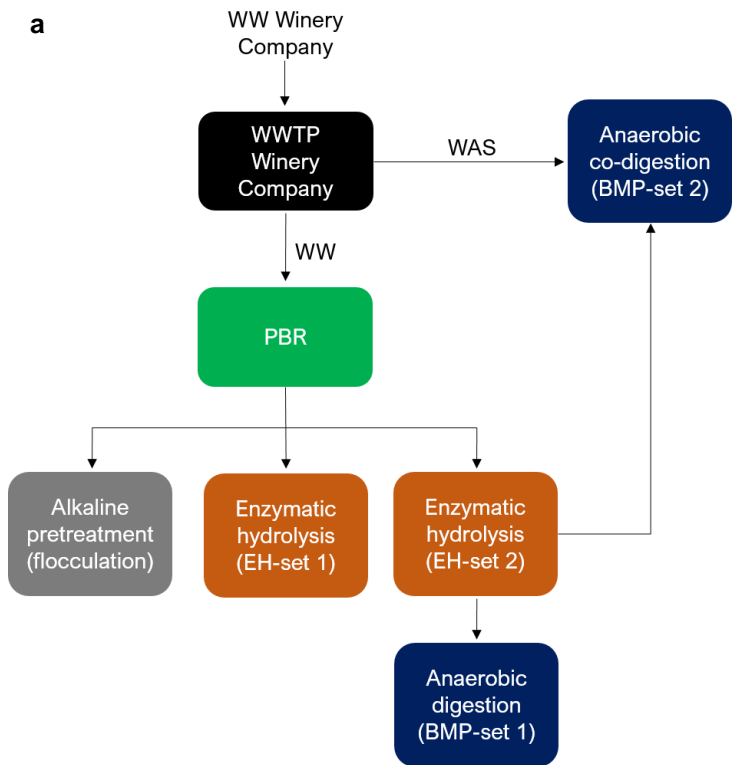 a
WW Winery
Company
WWTP
Winery
Company
WAS
Anaerobic
co-digestion
(BMP-set 2)
WW
PBR
Alkaline
pretreatment
(flocculation)
Enzymatic
hydrolysis
(EH-set 1)
Enzymatic
hydrolysis
(EH-set 2)
Anaerobic
digestion
(BMP-set 1)